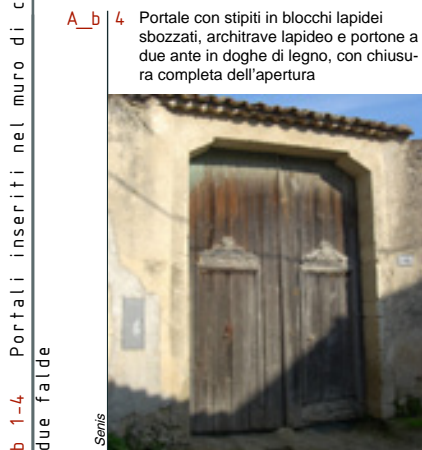 A_b 4 Portale con stipiti in blocchi lapidei
sbozzati, architrave lapideo e portone a
due ante in doghe di legno, con chiusu-
ra completa dell'apertura
b 1-4 Portali inseriti nel muro di c
due falde
Senis